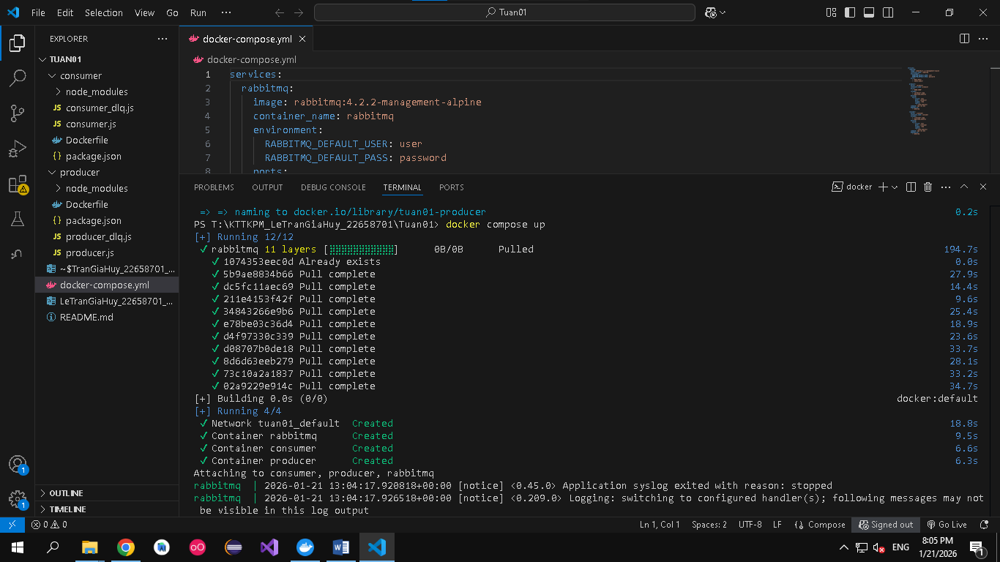 File Edit Selection View Go Run ··· Tuan01
EXPLORER ···
TUAN01
consumer
node_modules
JS consumer_dlq.js
JS consumer.js
Dockerfile
{} package.json
producer
node_modules
Dockerfile
{} package.json
JS producer_dlq.js
JS producer.js
~$TranGiaHuy_22658701_...
docker-compose.yml
LeTranGiaHuy_22658701_...
README.md
OUTLINE
TIMELINE
docker-compose.yml
docker-compose.yml
1 services:
2 rabbitmq:
3 image: rabbitmq:4.2.2-management-alpine
4 container_name: rabbitmq
5 environment:
6 RABBITMQ_DEFAULT_USER: user
7 RABBITMQ_DEFAULT_PASS: password
8 ports:
PROBLEMS OUTPUT DEBUG CONSOLE TERMINAL PORTS docker
=> => naming to docker.io/library/tuan01-producer 0.2s
PS T:\KTTKPM_LeTranGiaHuy_22658701\Tuan01> docker compose up
[+] Running 12/12
✓ rabbitmq 11 layers [⣿⣿⣿⣿⣿⣿⣿⣿⣿⣿⣿] 0B/0B Pulled 194.7s
✓ 1074353eec0d Already exists 0.0s
✓ 5b9ae8834b66 Pull complete 27.9s
✓ dc5fc11aec69 Pull complete 14.4s
✓ 211e4153f42f Pull complete 9.6s
✓ 34843266e9b6 Pull complete 25.4s
✓ e78be03c36d4 Pull complete 18.9s
✓ d4f97330c339 Pull complete 23.6s
✓ d08707b0de18 Pull complete 33.7s
✓ 8d6d63eeb279 Pull complete 28.1s
✓ 73c10a2a1837 Pull complete 33.2s
✓ 02a9229e914c Pull complete 34.7s
[+] Building 0.0s (0/0) docker:default
[+] Running 4/4
✓ Network tuan01_default Created 18.8s
✓ Container rabbitmq Created 9.5s
✓ Container consumer Created 6.6s
✓ Container producer Created 6.3s
Attaching to consumer, producer, rabbitmq
rabbitmq | 2026-01-21 13:04:17.920818+00:00 [notice] <0.45.0> Application syslog exited with reason: stopped
rabbitmq | 2026-01-21 13:04:17.926518+00:00 [notice] <0.209.0> Logging: switching to configured handler(s); following messages may not
be visible in this log output
1
1
0 0 Ln 1, Col 1 Spaces: 2 UTF-8 LF {} Compose Signed out Go Live
ENG 8:05 PM
1/21/2026
1